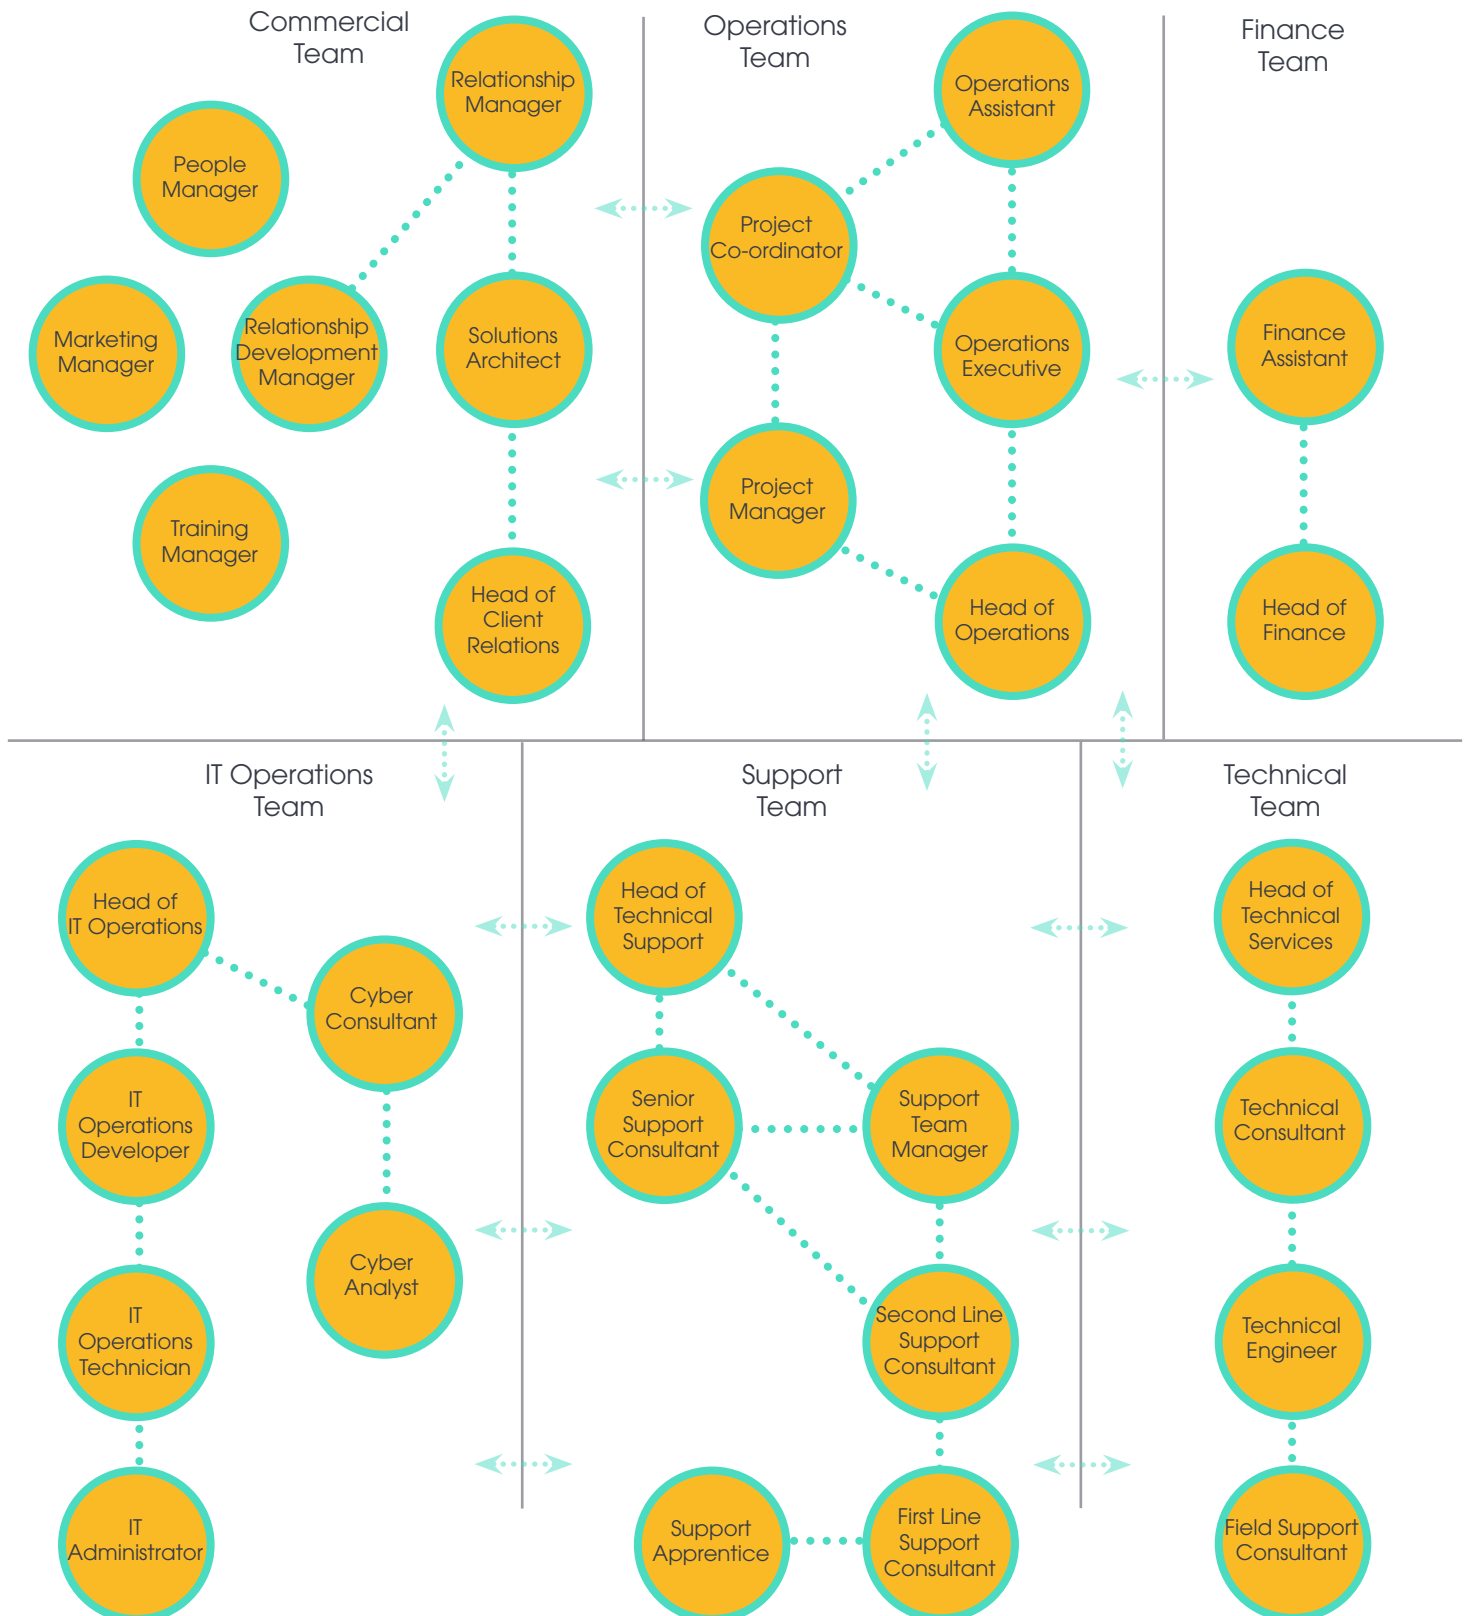 Commercial
Team
Relationship
Manager
People
Manager
Marketing
Manager
Relationship
Development
Manager
Solutions
Architect
Training
Manager
Head of
Client
Relations
Operations
Team
Operations
Assistant
Project
Co-ordinator
Operations
Executive
Project
Manager
Head of
Operations
Finance
Team
Finance
Assistant
Head of
Finance
IT Operations
Team
Head of
IT Operations
Cyber
Consultant
IT
Operations
Developer
Cyber
Analyst
IT
Operations
Technician
IT
Administrator
Support
Team
Head of
Technical
Support
Senior
Support
Consultant
Support
Team
Manager
Second Line
Support
Consultant
Support
Apprentice
First Line
Support
Consultant
Technical
Team
Head of
Technical
Services
Technical
Consultant
Technical
Engineer
Field Support
Consultant